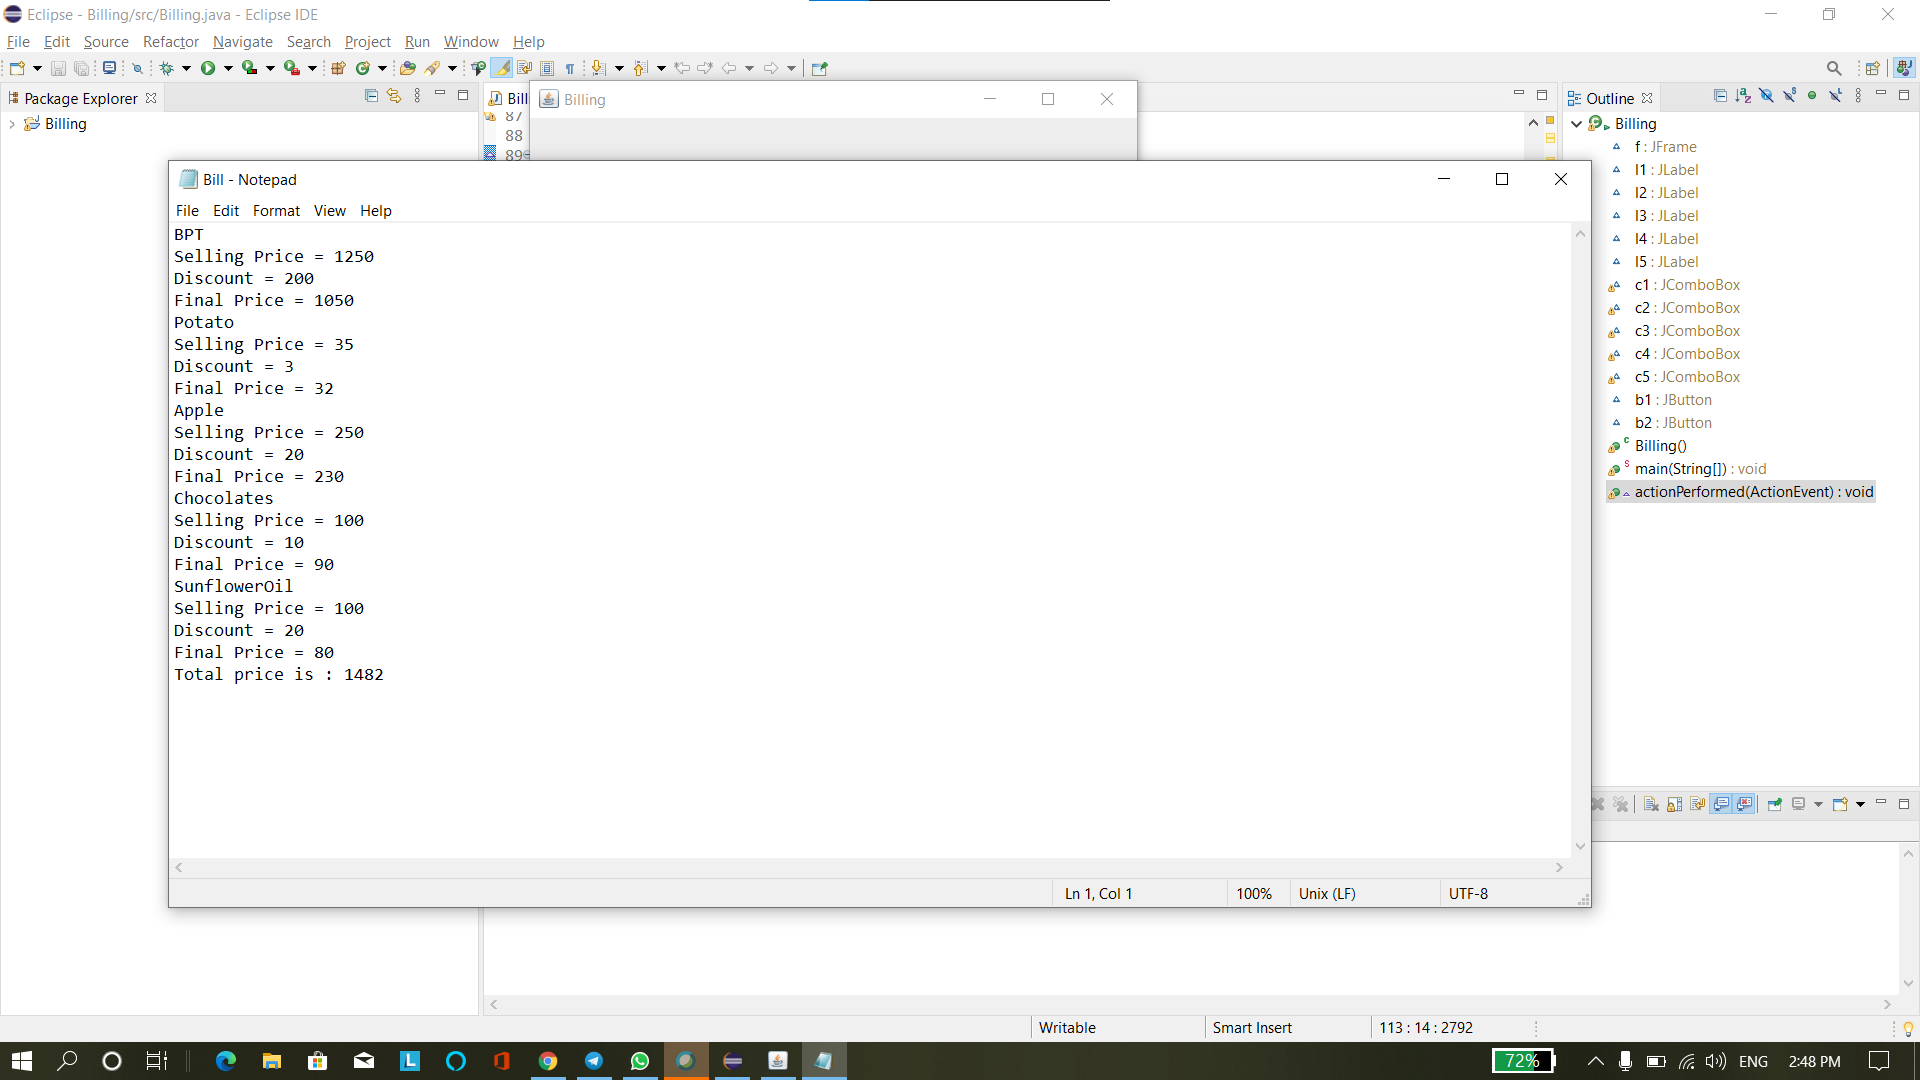 Eclipse - Billing/src/Billing.java - Eclipse IDE
File Edit Source Refactor Navigate Search Project Run Window Help
Package Explorer
Billing
Bill
87
88
89
Billing
Bill - Notepad
File Edit Format View Help
BPT
Selling Price = 1250
Discount = 200
Final Price = 1050
Potato
Selling Price = 35
Discount = 3
Final Price = 32
Apple
Selling Price = 250
Discount = 20
Final Price = 230
Chocolates
Selling Price = 100
Discount = 10
Final Price = 90
SunflowerOil
Selling Price = 100
Discount = 20
Final Price = 80
Total price is : 1482
Ln 1, Col 1 100% Unix (LF) UTF-8
Outline
Billing
f : JFrame
l1 : JLabel
l2 : JLabel
l3 : JLabel
l4 : JLabel
l5 : JLabel
c1 : JComboBox
c2 : JComboBox
c3 : JComboBox
c4 : JComboBox
c5 : JComboBox
b1 : JButton
b2 : JButton
Billing()
main(String[]) : void
actionPerformed(ActionEvent) : void
Writable Smart Insert 113 : 14 : 2792
72% ENG 2:48 PM